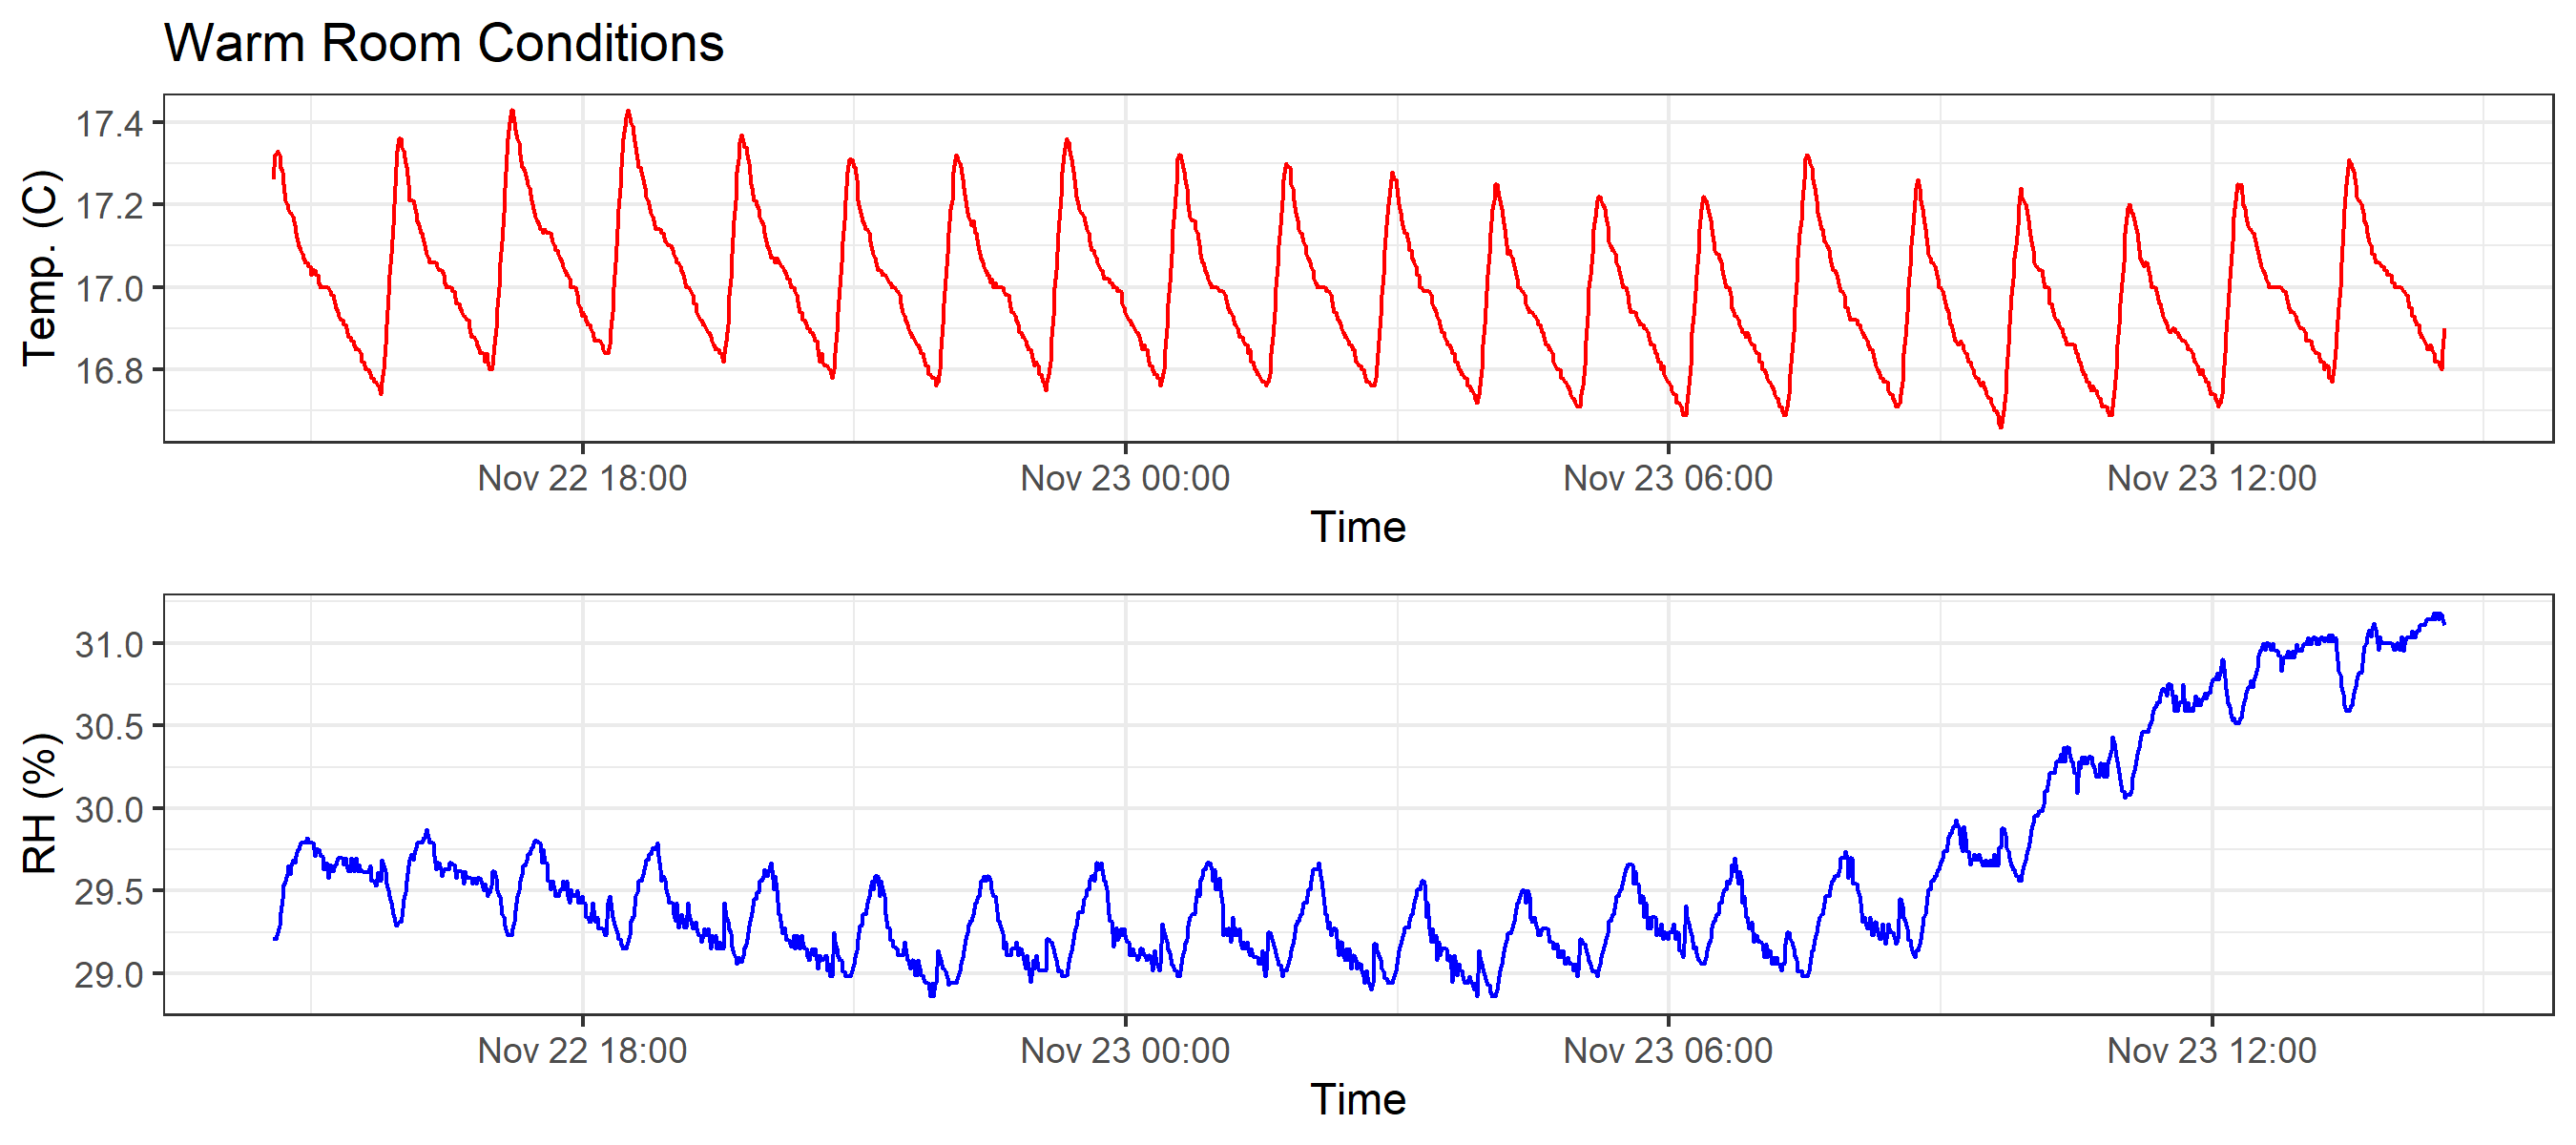 Warm Room Conditions
Temp. (C)
17.4
17.2
17.0
16.8
Nov 22 18:00 Nov 23 00:00 Nov 23 06:00 Nov 23 12:00
Time
RH (%)
31.0
30.5
30.0
29.5
29.0
Nov 22 18:00 Nov 23 00:00 Nov 23 06:00 Nov 23 12:00
Time